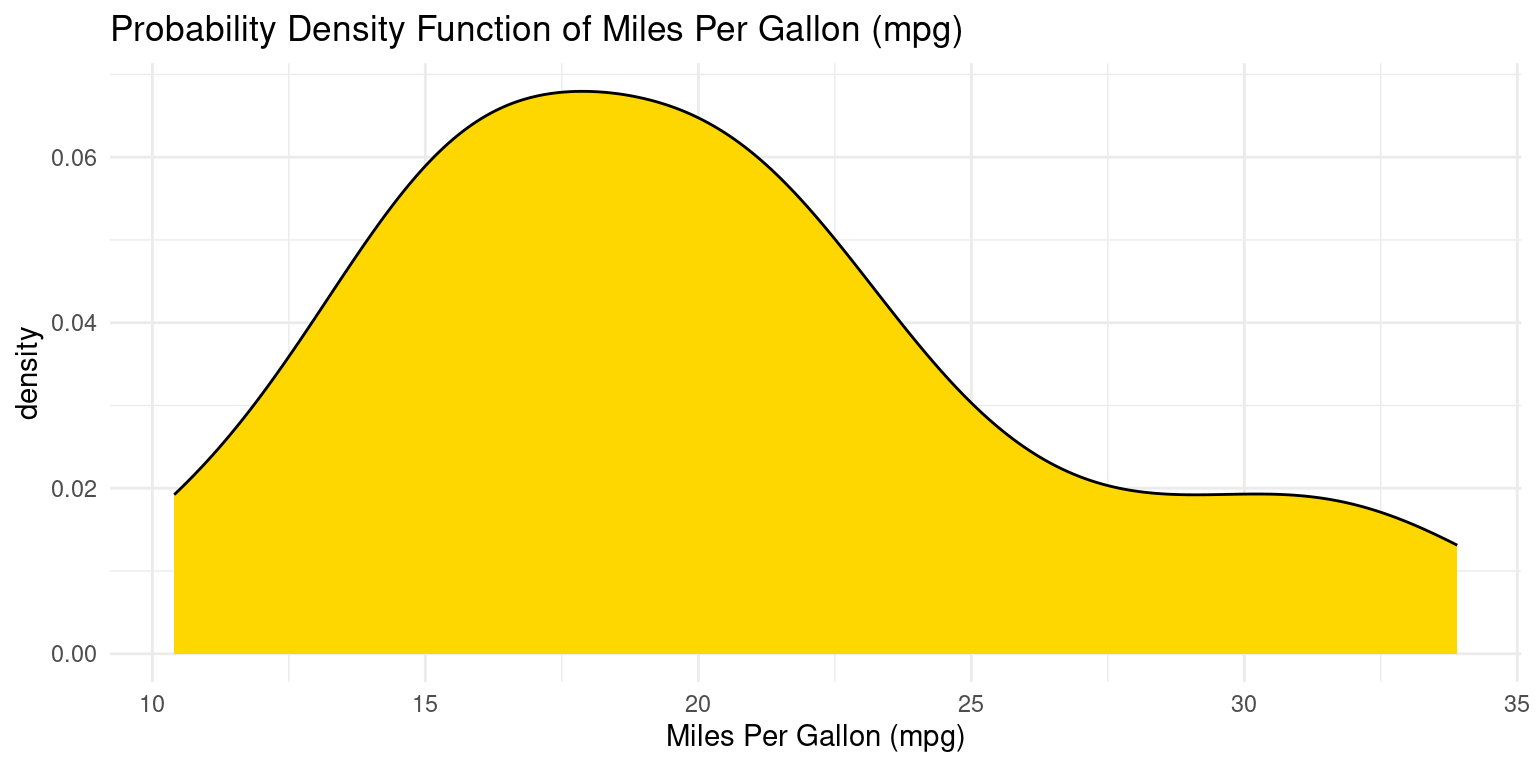 Probability Density Function of Miles Per Gallon (mpg)
density
0.06
0.04
0.02
0.00
10 15 20 25 30 35
Miles Per Gallon (mpg)